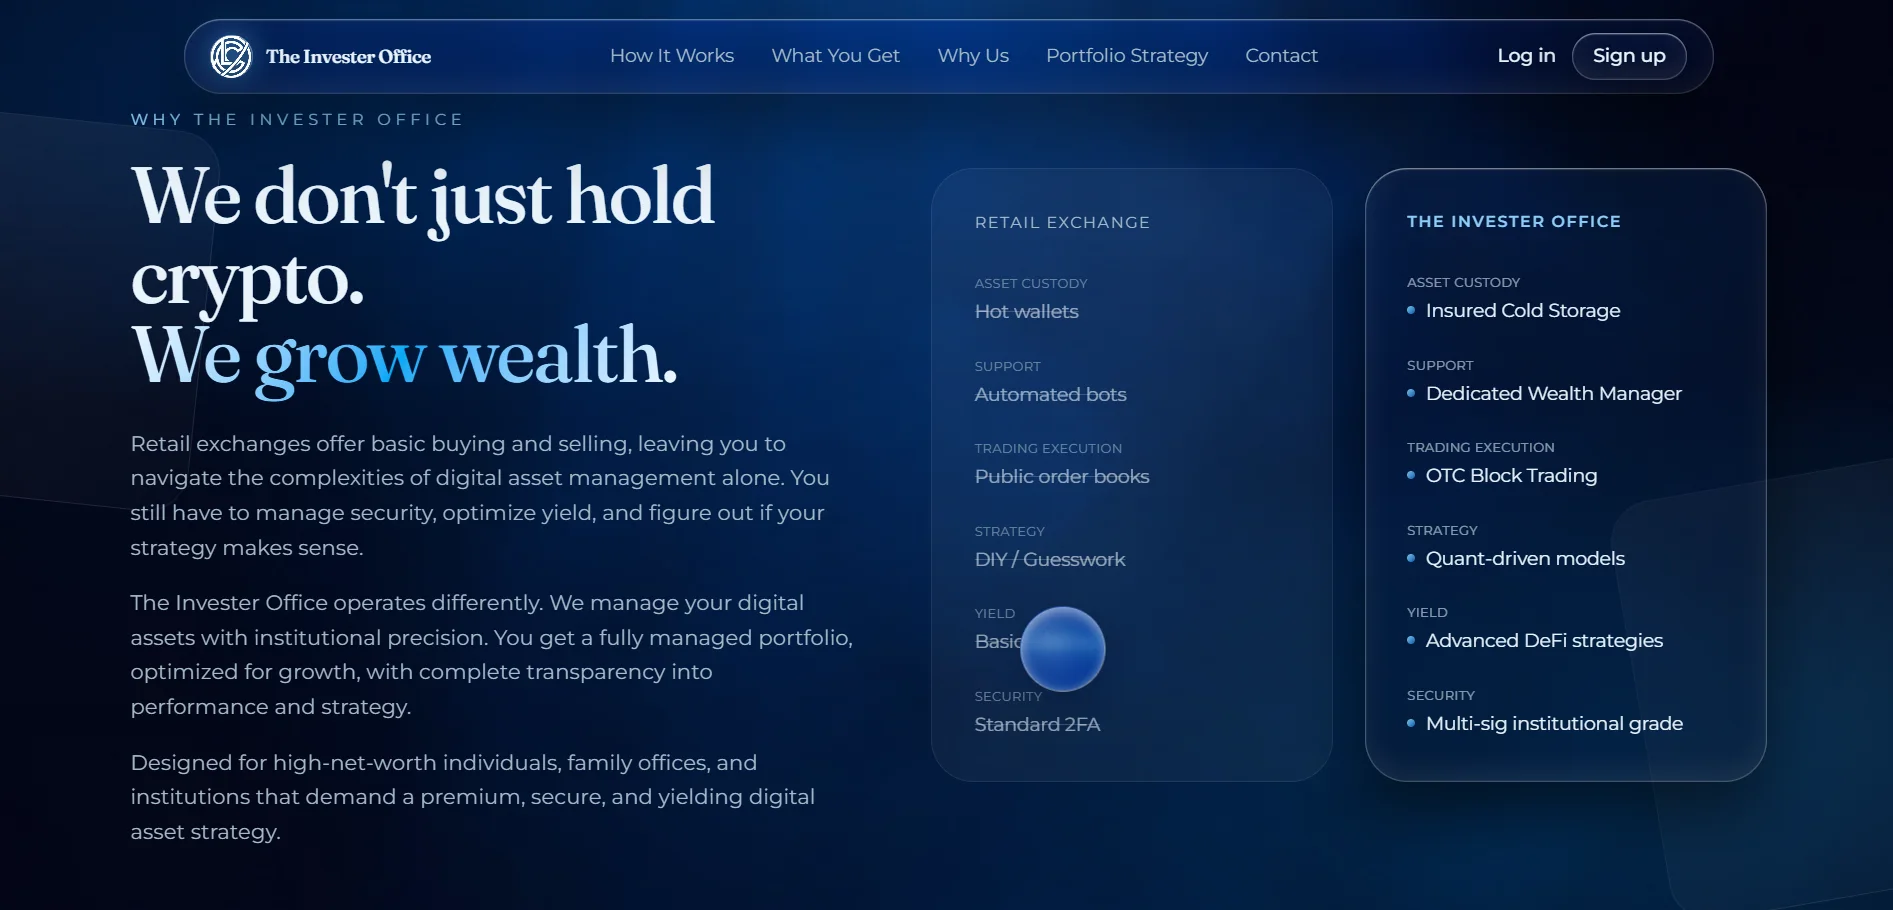 The Invester Office
How It Works
What You Get
Why Us
Portfolio Strategy
Contact
Log in
Sign up
WHY THE INVESTER OFFICE
We don't just hold
crypto.
We grow wealth.
Retail exchanges offer basic buying and selling, leaving you to
navigate the complexities of digital asset management alone. You
still have to manage security, optimize yield, and figure out if your
strategy makes sense.
The Invester Office operates differently. We manage your digital
assets with institutional precision. You get a fully managed portfolio,
optimized for growth, with complete transparency into
performance and strategy.
Designed for high-net-worth individuals, family offices, and
institutions that demand a premium, secure, and yielding digital
asset strategy.
RETAIL EXCHANGE
ASSET CUSTODY
Hot wallets
SUPPORT
Automated bots
TRADING EXECUTION
Public order books
STRATEGY
DIY / Guesswork
YIELD
Basic
SECURITY
Standard 2FA
THE INVESTER OFFICE
ASSET CUSTODY
Insured Cold Storage
SUPPORT
Dedicated Wealth Manager
TRADING EXECUTION
OTC Block Trading
STRATEGY
Quant-driven models
YIELD
Advanced DeFi strategies
SECURITY
Multi-sig institutional grade